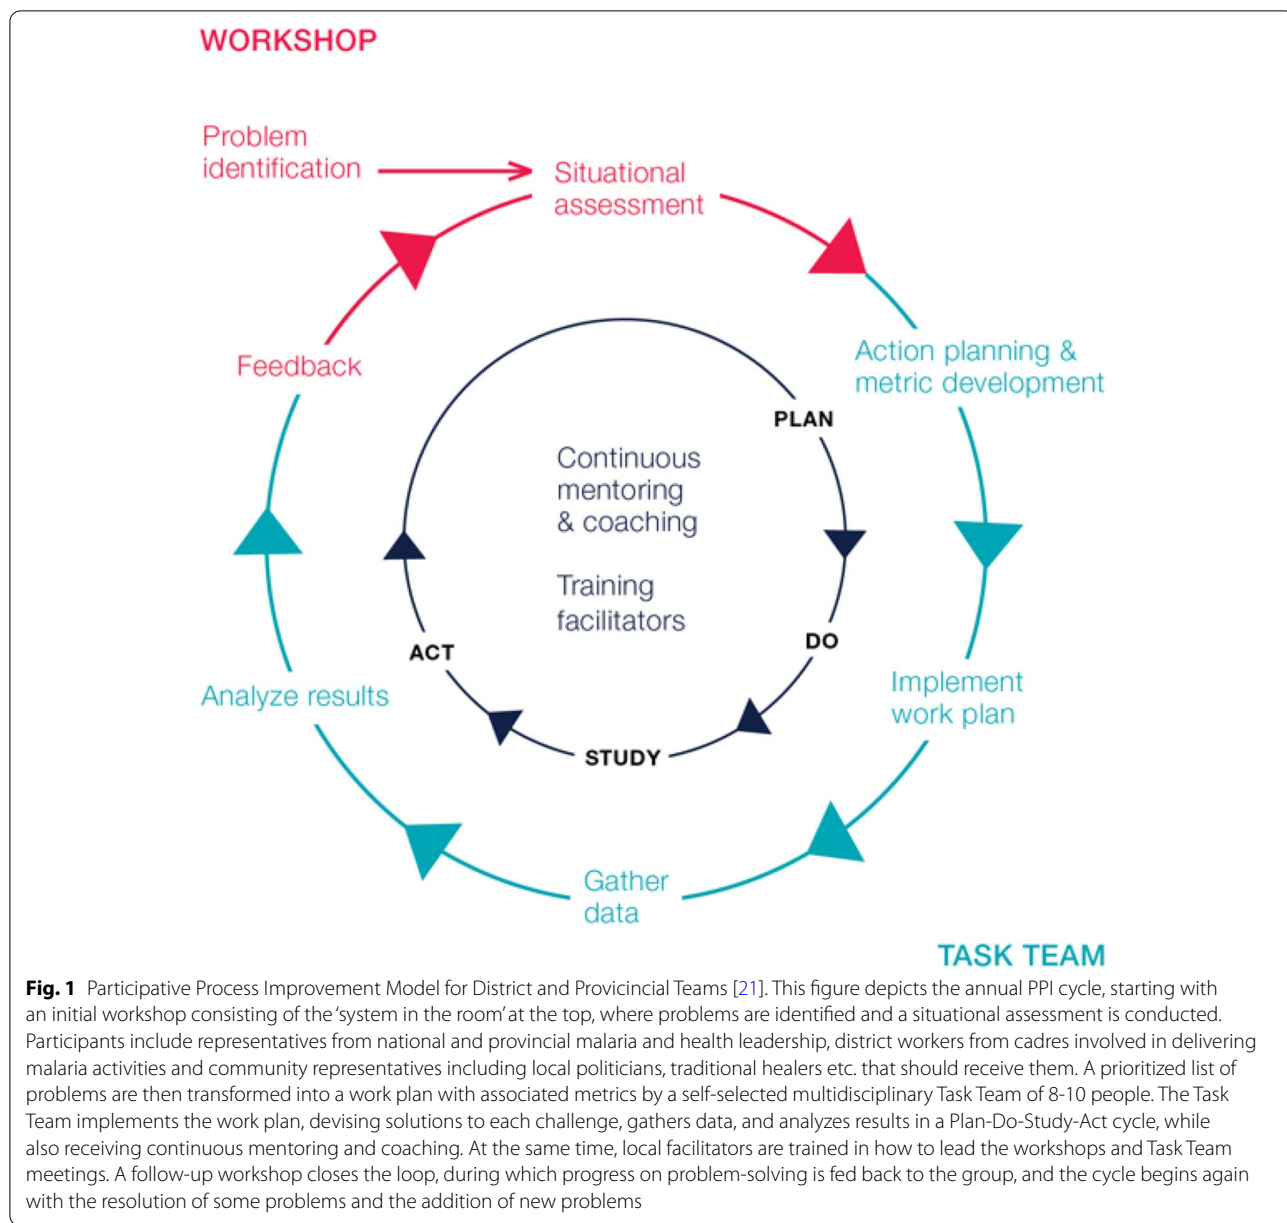 WORKSHOP
Problem
identification
Situational
assessment
Action planning &
metric development
Feedback
PLAN
Continuous
mentoring
& coaching
Training
facilitators
DO
ACT
Implement
work plan
Analyze results
STUDY
Gather
data
TASK TEAM
Fig. 1 Participative Process Improvement Model for District and Provicincial Teams [21]. This figure depicts the annual PPI cycle, starting with
an initial workshop consisting of the ‘system in the room’ at the top, where problems are identified and a situational assessment is conducted.
Participants include representatives from national and provincial malaria and health leadership, district workers from cadres involved in delivering
malaria activities and community representatives including local politicians, traditional healers etc. that should receive them. A prioritized list of
problems are then transformed into a work plan with associated metrics by a self-selected multidisciplinary Task Team of 8-10 people. The Task
Team implements the work plan, devising solutions to each challenge, gathers data, and analyzes results in a Plan-Do-Study-Act cycle, while
also receiving continuous mentoring and coaching. At the same time, local facilitators are trained in how to lead the workshops and Task Team
meetings. A follow-up workshop closes the loop, during which progress on problem-solving is fed back to the group, and the cycle begins again
with the resolution of some problems and the addition of new problems